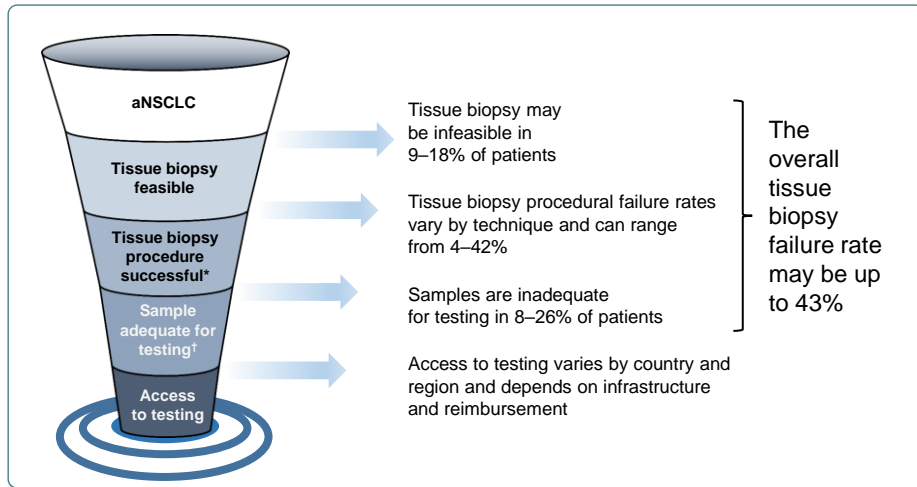 aNSCLC
Tissue biopsy
feasible
Tissue biopsy
procedure
successful*
Sample
adequate for
testing†
Access
to testing
Tissue biopsy may
be infeasible in
9–18% of patients
Tissue biopsy procedural failure rates
vary by technique and can range
from 4–42%
Samples are inadequate
for testing in 8–26% of patients
Access to testing varies by country and
region and depends on infrastructure
and reimbursement
The
overall
tissue
biopsy
failure rate
may be up
to 43%